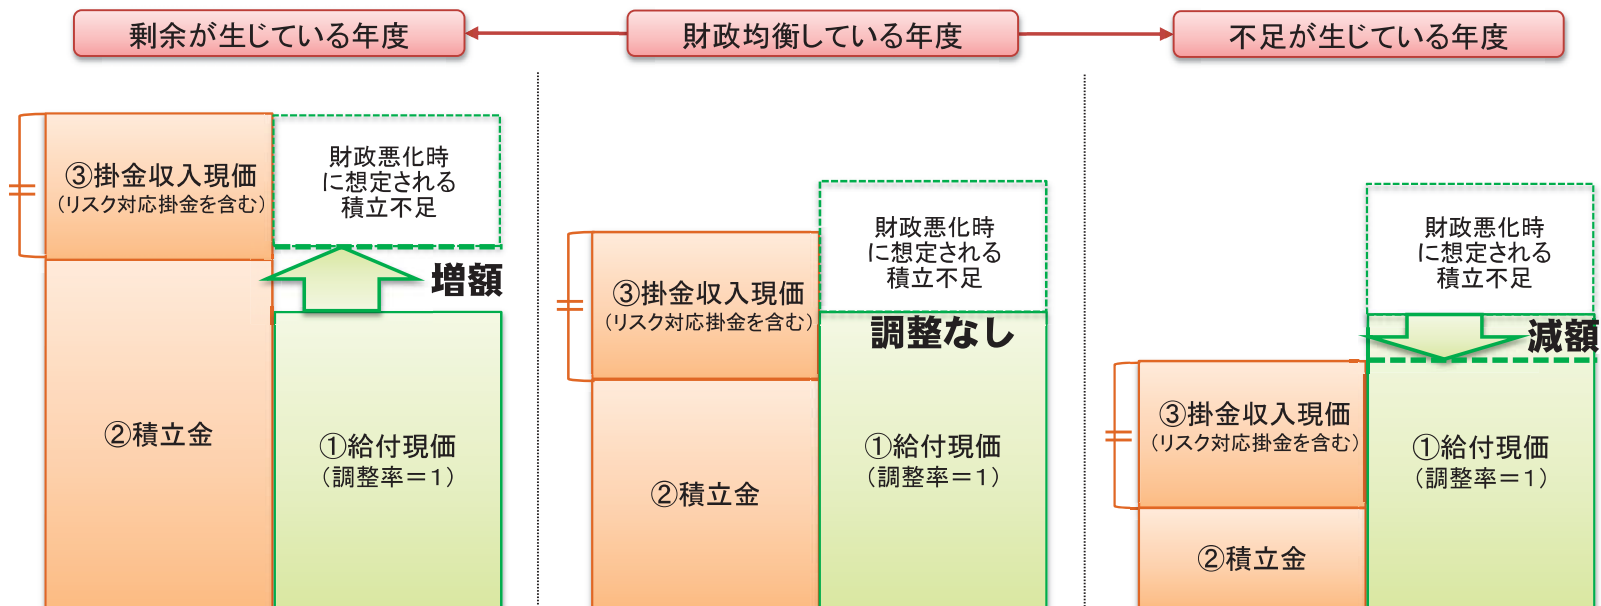 剰余が生じている年度
財政均衡している年度
不足が生じている年度
③掛金収入現価
（リスク対応掛金を含む）
財政悪化時
に想定される
積立不足
増額
②積立金
①給付現価
（調整率＝1）
財政悪化時
に想定される
積立不足
③掛金収入現価
（リスク対応掛金を含む）
調整なし
②積立金
①給付現価
（調整率＝1）
財政悪化時
に想定される
積立不足
減額
③掛金収入現価
（リスク対応掛金を含む）
①給付現価
（調整率＝1）
②積立金